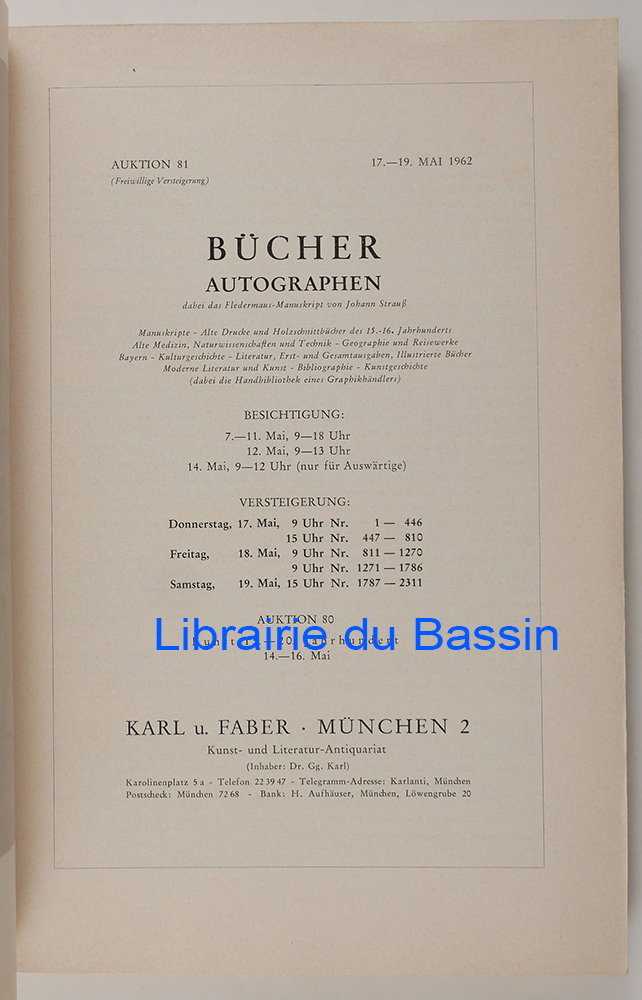 AUKTION 81
17.—19. MAI 1962
(Freiwillige Versteigerung)
BÜCHER
AUTOGRAPHEN
dabei das Fledermaus-Manuskript von Johann Strauß
Manuskripte - Alte Drucke und Holzschnittbücher des 15.-16. Jahrhunderts
Alte Medizin, Naturwissenschaften und Technik - Geographie und Reisewerke
Bayern - Kulturgeschichte - Literatur, Erst- und Gesamtausgaben, Illustrierte Bücher
Moderne Literatur und Kunst - Bibliographie - Kunstgeschichte
(dabei die Handbibliothek eines Graphikhändlers)
BESICHTIGUNG:
7.—11. Mai, 9—18 Uhr
12. Mai, 9—13 Uhr
14. Mai, 9—12 Uhr (nur für Auswärtige)
VERSTEIGERUNG:
Donnerstag, 17. Mai, 9 Uhr Nr. 1 — 446
15 Uhr Nr. 447 — 810
Freitag, 18. Mai, 9 Uhr Nr. 811 — 1270
9 Uhr Nr. 1271 — 1786
Samstag, 19. Mai, 15 Uhr Nr. 1787 — 2311
AUKTION 80
Librairie du Bassin
14.—16. Mai
KARL u. FABER · MÜNCHEN 2
Kunst- und Literatur-Antiquariat
(Inhaber: Dr. Gg. Karl)
Karolinenplatz 5 a - Telefon 22 39 47 - Telegramm-Adresse: Karlanti, München
Postscheck: München 72 68 - Bank: H. Aufhäuser, München, Löwengrube 20